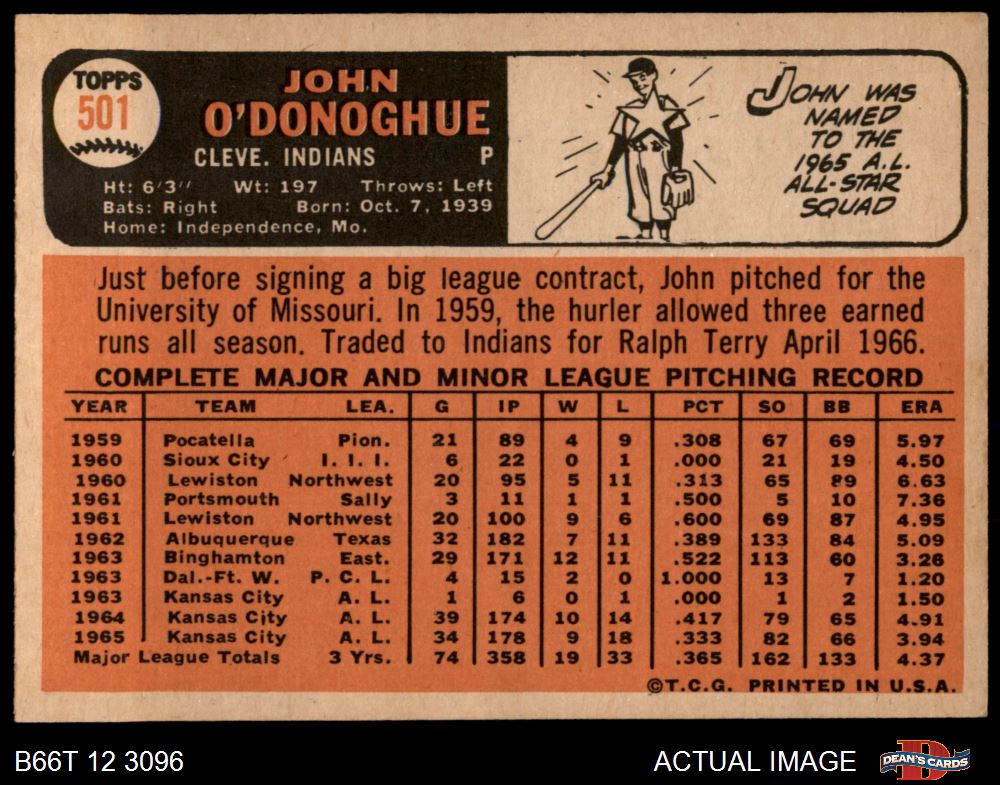 TOPPS
501
JOHN
O'DONOGHUE
CLEVE. INDIANS P
Ht: 6'3" Wt: 197 Throws: Left
Bats: Right Born: Oct. 7, 1939
Home: Independence, Mo.
JOHN WAS
NAMED
TO THE
1965 A.L.
ALL-STAR
SQUAD
Just before signing a big league contract, John pitched for the
University of Missouri. In 1959, the hurler allowed three earned
runs all season. Traded to Indians for Ralph Terry April 1966.
COMPLETE MAJOR AND MINOR LEAGUE PITCHING RECORD
YEAR TEAM LEA. G IP W L PCT SO BB ERA
1959 Pocatella Pion. 21 89 4 9 .308 67 69 5.97
1960 Sioux City I. I. I. 6 22 0 1 .000 21 19 4.50
1960 Lewiston Northwest 20 95 5 11 .313 65 89 6.63
1961 Portsmouth Sally 3 11 1 1 .500 5 10 7.36
1961 Lewiston Northwest 20 100 9 6 .600 69 87 4.95
1962 Albuquerque Texas 32 182 7 11 .389 133 84 5.09
1963 Binghamton East. 29 171 12 11 .522 113 60 3.26
1963 Dal.-Ft. W. P. C. L. 4 15 2 0 1.000 13 7 1.20
1963 Kansas City A. L. 1 6 0 1 .000 1 2 1.50
1964 Kansas City A. L. 39 174 10 14 .417 79 65 4.91
1965 Kansas City A. L. 34 178 9 18 .333 82 66 3.94
Major League Totals 3 Yrs. 74 358 19 33 .365 162 133 4.37
©T.C.G. PRINTED IN U.S.A.
B66T 12 3096 ACTUAL IMAGE DEAN'S CARDS